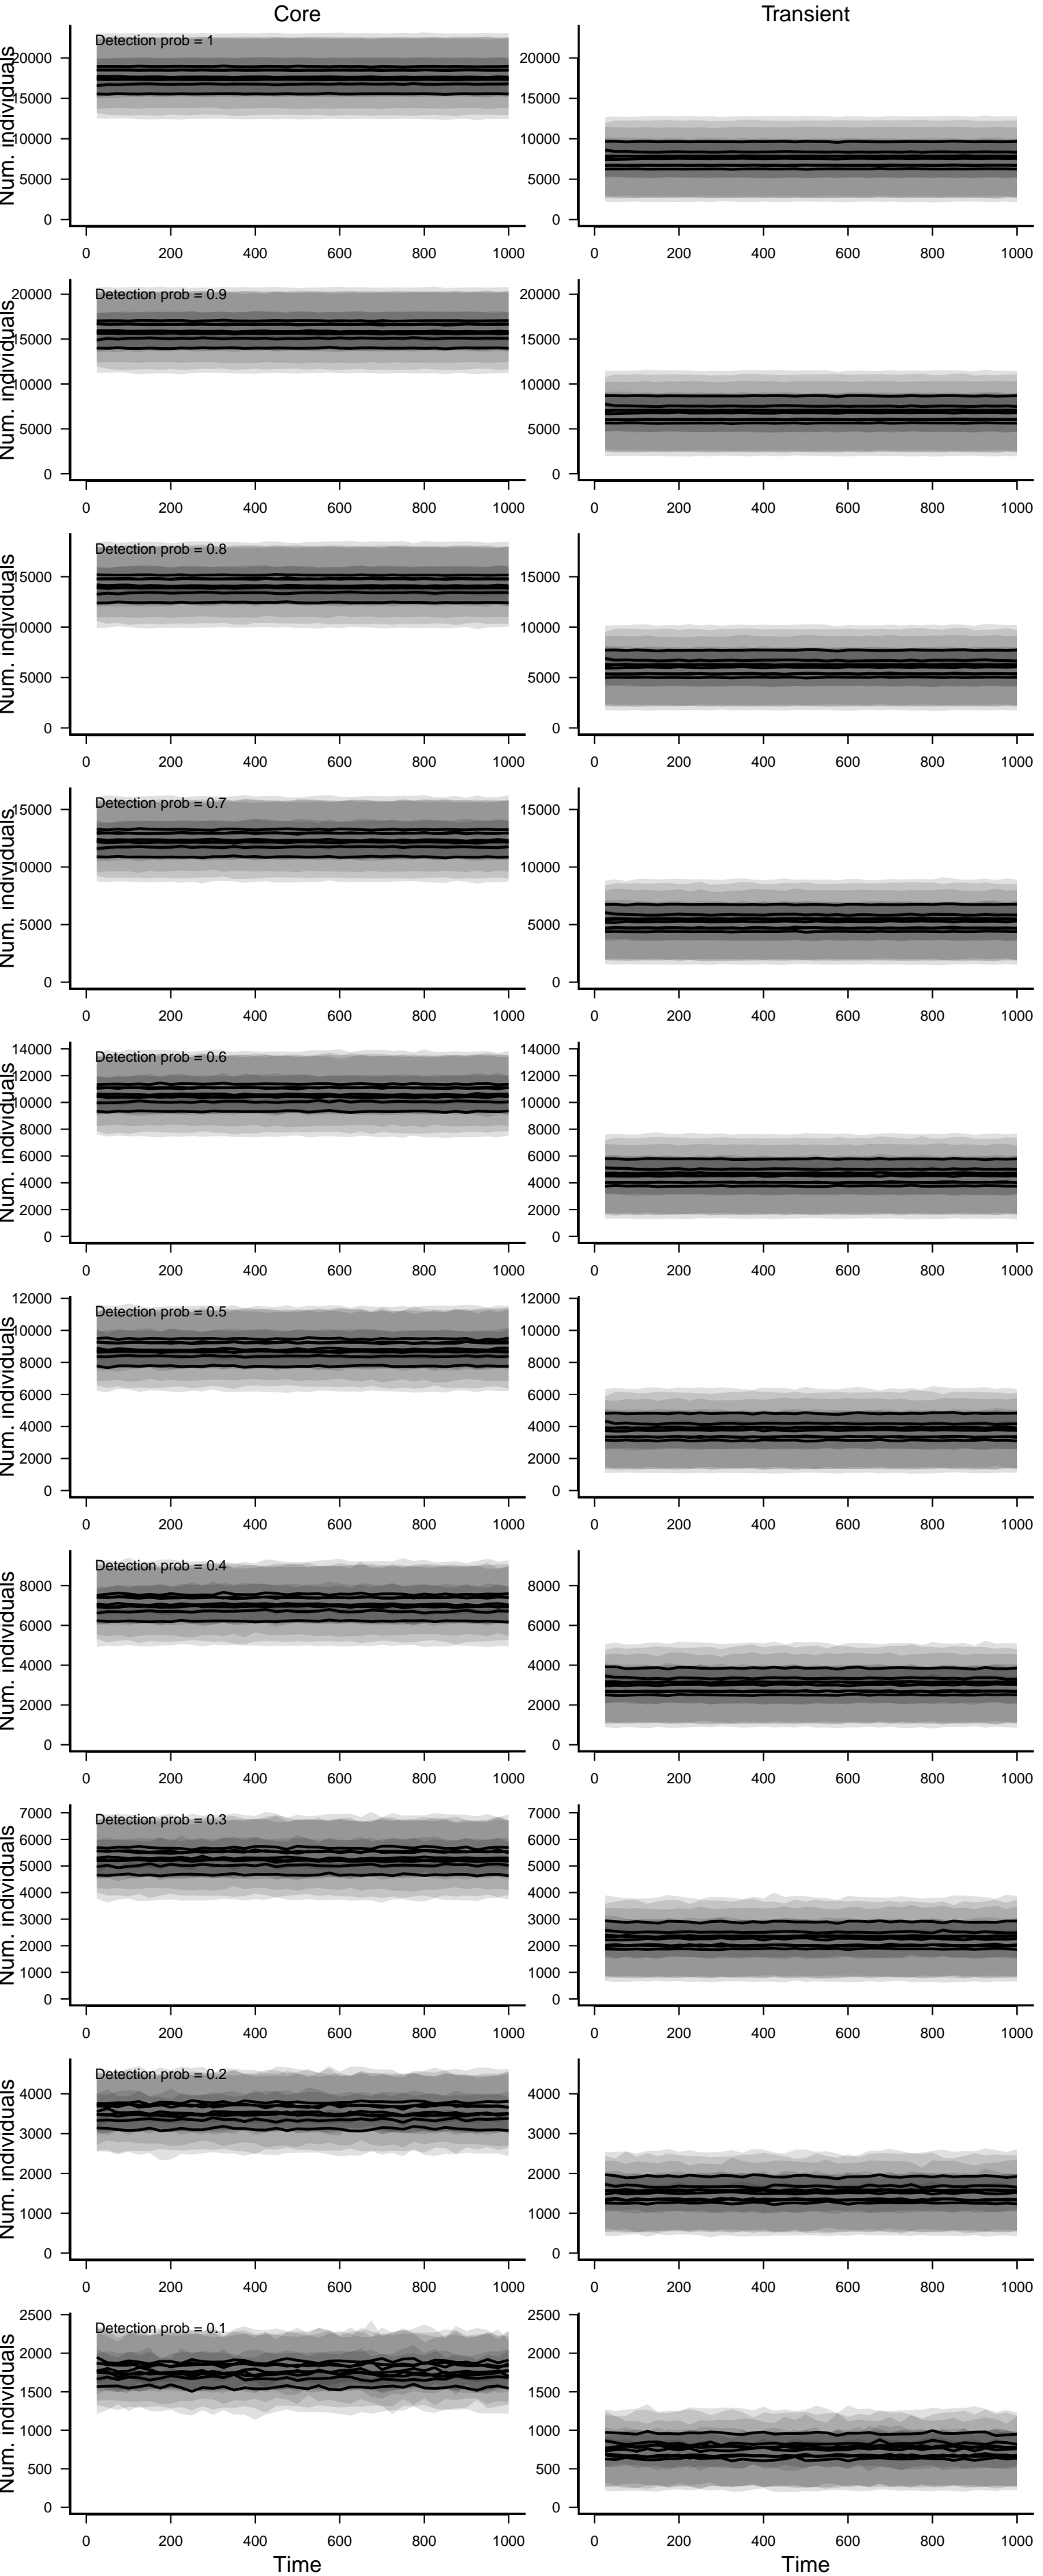 Core Transient
Num. individuals
Detection prob = 1
20000 20000
15000 15000
10000 10000
5000 5000
0 0
0 200 400 600 800 1000 0 200 400 600 800 1000
Num. individuals
Detection prob = 0.9
20000 20000
15000 15000
10000 10000
5000 5000
0 0
0 200 400 600 800 1000 0 200 400 600 800 1000
Num. individuals
Detection prob = 0.8
15000 15000
10000 10000
5000 5000
0 0
0 200 400 600 800 1000 0 200 400 600 800 1000
Num. individuals
Detection prob = 0.7
15000 15000
10000 10000
5000 5000
0 0
0 200 400 600 800 1000 0 200 400 600 800 1000
Num. individuals
Detection prob = 0.6
14000 14000
12000 12000
10000 10000
8000 8000
6000 6000
4000 4000
2000 2000
0 0
0 200 400 600 800 1000 0 200 400 600 800 1000
Num. individuals
Detection prob = 0.5
12000 12000
10000 10000
8000 8000
6000 6000
4000 4000
2000 2000
0 0
0 200 400 600 800 1000 0 200 400 600 800 1000
Num. individuals
Detection prob = 0.4
8000 8000
6000 6000
4000 4000
2000 2000
0 0
0 200 400 600 800 1000 0 200 400 600 800 1000
Num. individuals
Detection prob = 0.3
7000 7000
6000 6000
5000 5000
4000 4000
3000 3000
2000 2000
1000 1000
0 0
0 200 400 600 800 1000 0 200 400 600 800 1000
Num. individuals
Detection prob = 0.2
4000 4000
3000 3000
2000 2000
1000 1000
0 0
0 200 400 600 800 1000 0 200 400 600 800 1000
Num. individuals
Detection prob = 0.1
2500 2500
2000 2000
1500 1500
1000 1000
500 500
0 0
0 200 400 600 800 1000 0 200 400 600 800 1000
Time Time